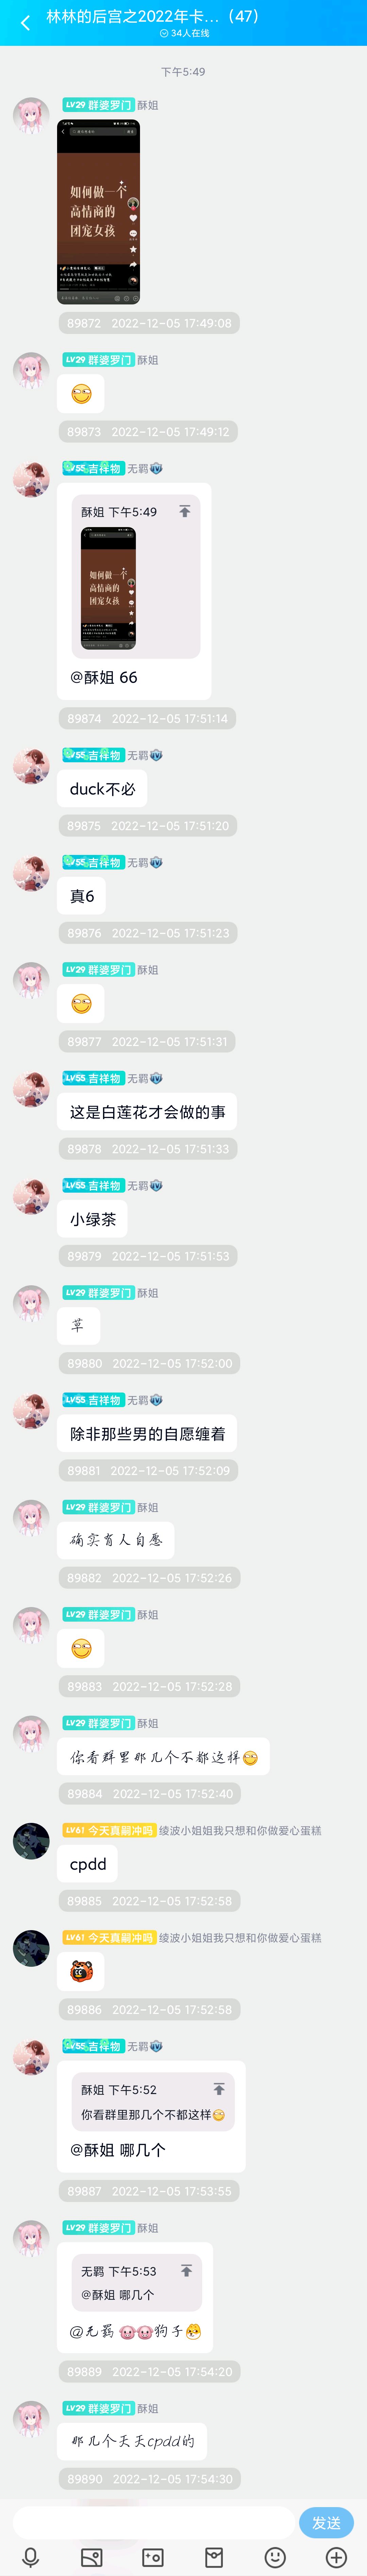 林林的后宫之2022年卡...（47）
34人在线
下午5:49
LV29 群婆罗门 酥姐
如何做一个
高情商的
团宠女孩
89872 2022-12-05 17:49:08
LV29 群婆罗门 酥姐
89873 2022-12-05 17:49:12
LV55 吉祥物 无羁
酥姐 下午5:49
如何做一个
高情商的
团宠女孩
@酥姐 66
89874 2022-12-05 17:51:14
LV55 吉祥物 无羁
duck不必
89875 2022-12-05 17:51:20
LV55 吉祥物 无羁
真6
89876 2022-12-05 17:51:23
LV29 群婆罗门 酥姐
89877 2022-12-05 17:51:31
LV55 吉祥物 无羁
这是白莲花才会做的事
89878 2022-12-05 17:51:33
LV55 吉祥物 无羁
小绿茶
89879 2022-12-05 17:51:53
LV29 群婆罗门 酥姐
草
89880 2022-12-05 17:52:00
LV55 吉祥物 无羁
除非那些男的自愿缠着
89881 2022-12-05 17:52:09
LV29 群婆罗门 酥姐
确实有人自愿
89882 2022-12-05 17:52:26
LV29 群婆罗门 酥姐
89883 2022-12-05 17:52:28
LV29 群婆罗门 酥姐
你看群里那几个不都这样
89884 2022-12-05 17:52:40
LV61 今天真嗣冲吗 绫波小姐姐我只想和你做爱心蛋糕
cpdd
89885 2022-12-05 17:52:58
LV61 今天真嗣冲吗 绫波小姐姐我只想和你做爱心蛋糕
89886 2022-12-05 17:52:58
LV55 吉祥物 无羁
酥姐 下午5:52
你看群里那几个不都这样
@酥姐 哪几个
89887 2022-12-05 17:53:55
LV29 群婆罗门 酥姐
无羁 下午5:53
@酥姐 哪几个
@无羁 狗子
89889 2022-12-05 17:54:20
LV29 群婆罗门 酥姐
那几个天天cpdd的
89890 2022-12-05 17:54:30
发送